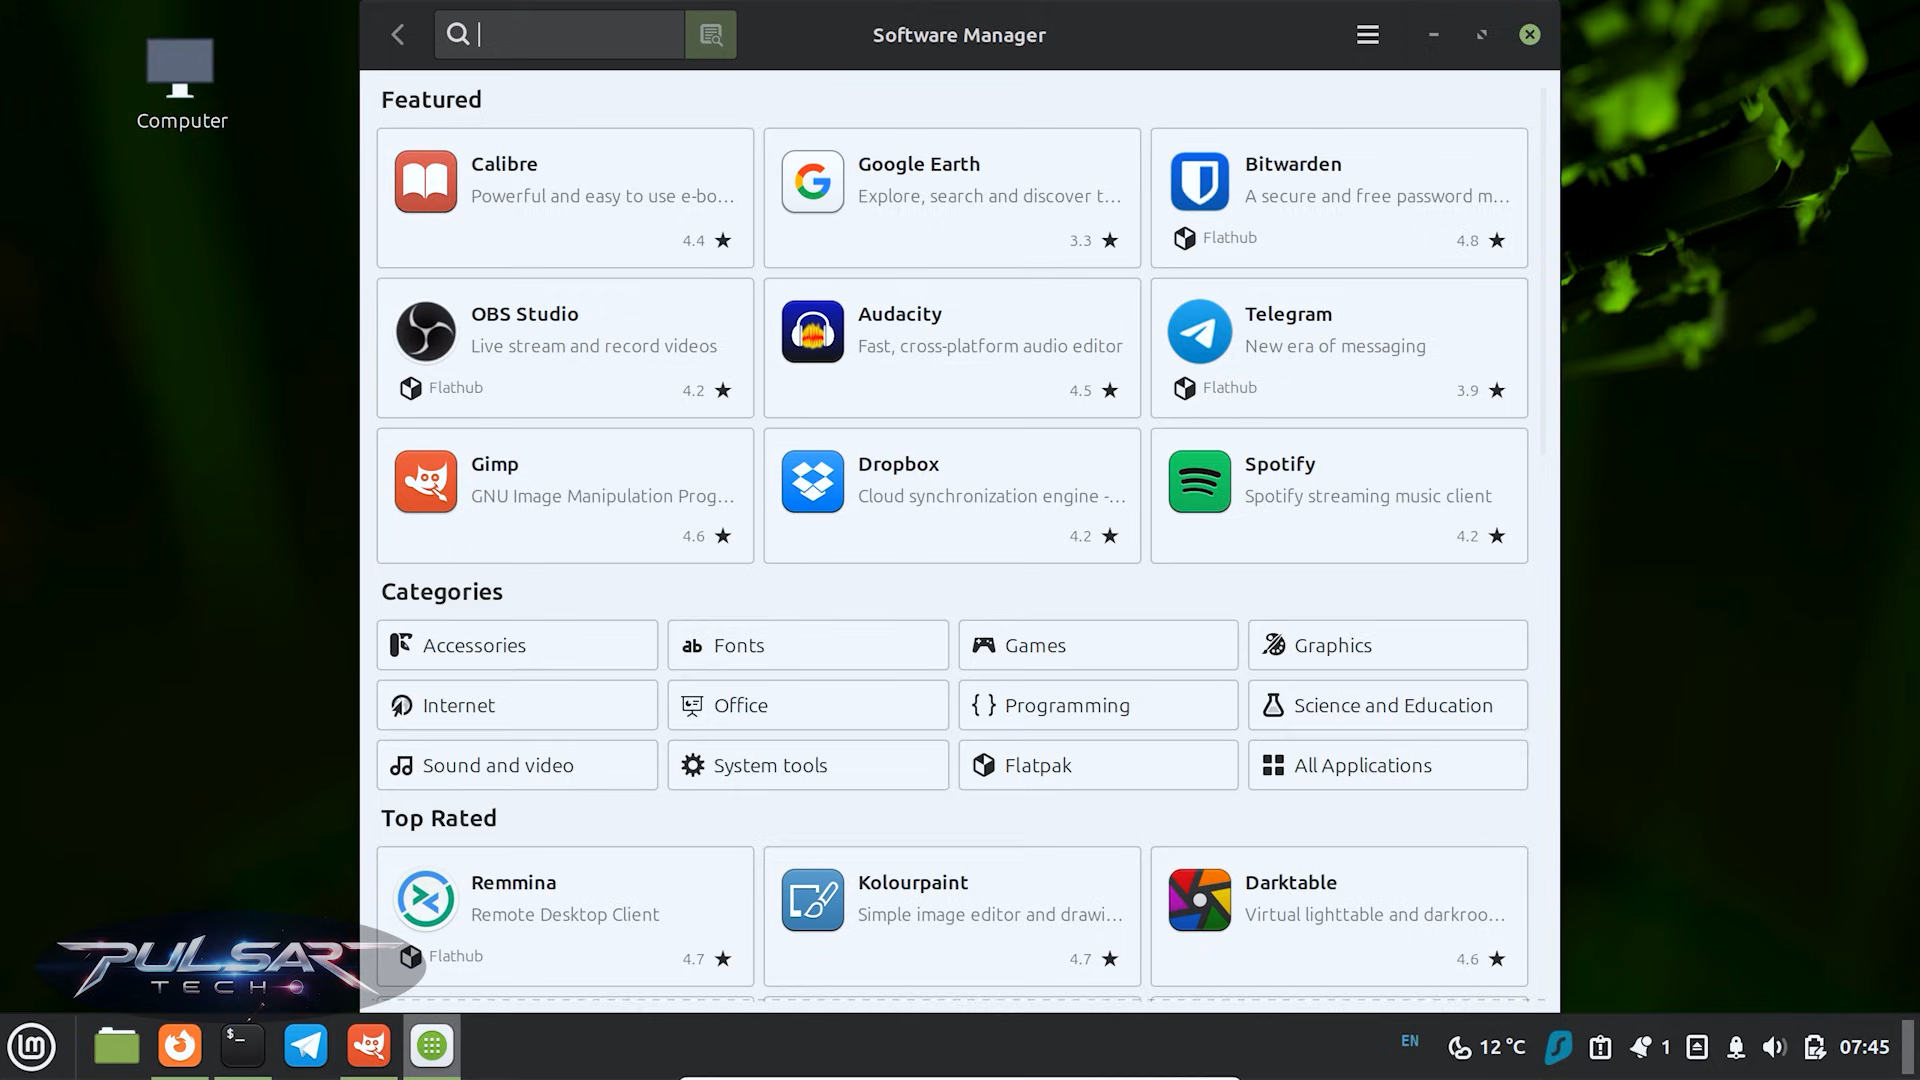 Software Manager
Computer
Featured
Calibre
Powerful and easy to use e-bo...
4.4
Google Earth
Explore, search and discover t...
3.3
Bitwarden
A secure and free password m...
Flathub
4.8
OBS Studio
Live stream and record videos
Flathub
4.2
Audacity
Fast, cross-platform audio editor
4.5
Telegram
New era of messaging
Flathub
3.9
Gimp
GNU Image Manipulation Prog...
4.6
Dropbox
Cloud synchronization engine -...
4.2
Spotify
Spotify streaming music client
4.2
Categories
Accessories
ab Fonts
Games
Graphics
Internet
Office
{ } Programming
Science and Education
Sound and video
System tools
Flatpak
All Applications
Top Rated
Remmina
Remote Desktop Client
Flathub
4.7
Kolourpaint
Simple image editor and drawi...
4.7
Darktable
Virtual lighttable and darkroo...
4.6
PULSAR
TECH
$_
EN
12 °C
1
07:45